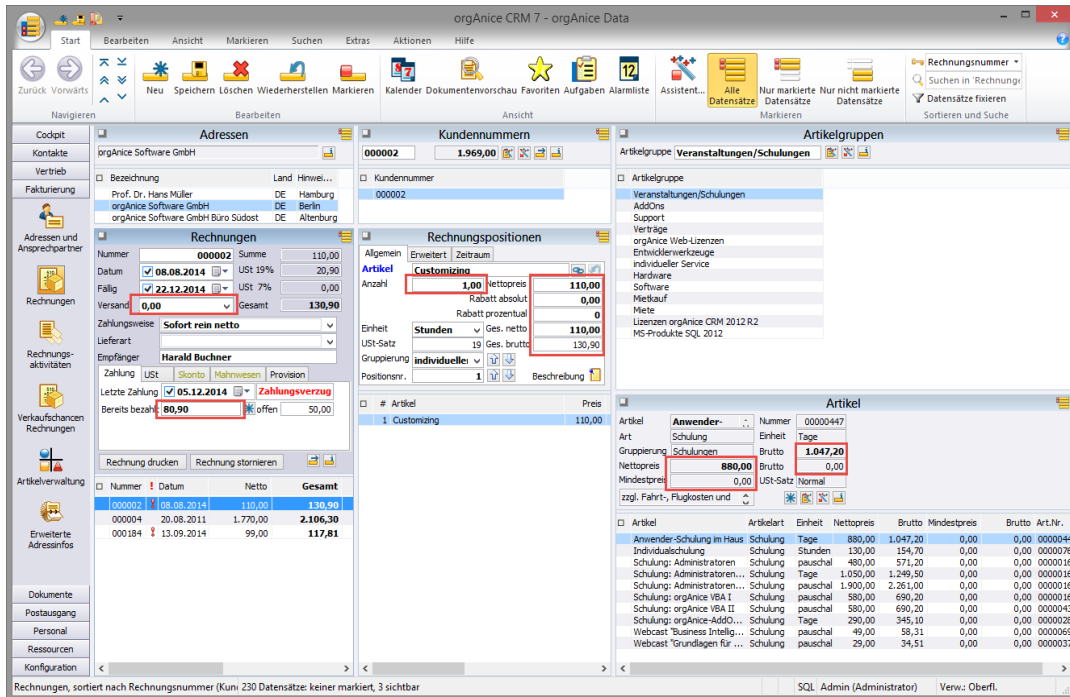 orgAnice CRM 7 - orgAnice Data
Start Bearbeiten Ansicht Markieren Suchen Extras Aktionen Hilfe
Zurück Vorwärts Neu Speichern Löschen Wiederherstellen Markieren Kalender Dokumentenvorschau Favoriten Aufgaben Alarmliste Assistent... Alle Datensätze Nur markierte Datensätze Nur nicht markierte Datensätze
Rechnungsnummer
Suchen in 'Rechnungs
Datensätze fixieren
Navigieren Bearbeiten Ansicht Markieren Sortieren und Suche
Cockpit
Kontakte
Vertrieb
Fakturierung
Adressen und Ansprechpartner
Rechnungen
Rechnungs-aktivitäten
Verkaufschancen Rechnungen
Artikelverwaltung
Erweiterte Adressinfos
Dokumente
Postausgang
Personal
Ressourcen
Konfiguration
Adressen
orgAnice Software GmbH
Bezeichnung Land Hinwei...
Prof. Dr. Hans Müller DE Hamburg
orgAnice Software GmbH DE Berlin
orgAnice Software GmbH Büro Südost DE Altenburg
Rechnungen
Nummer 000002 Summe 110,00
Datum 08.08.2014 USt 19% 20,90
Fällig 22.12.2014 USt 7% 0,00
Versand 0,00 Gesamt 130,90
Zahlungsweise Sofort rein netto
Lieferart
Empfänger Harald Buchner
Zahlung USt Skonto Mahnwesen Provision
Letzte Zahlung 05.12.2014 Zahlungsverzug
Bereits bezahlt 80,90 offen 50,00
Rechnung drucken Rechnung stornieren
Nummer ! Datum Netto Gesamt
000002 08.08.2014 110,00 130,90
000004 20.08.2011 1.770,00 2.106,30
000184 13.09.2014 99,00 117,81
Kundennummern
000002 1.969,00
Kundennummer
000002
Rechnungspositionen
Allgemein Erweitert Zeitraum
Artikel Customizing
Anzahl 1,00 Nettopreis 110,00
Rabatt absolut 0,00
Rabatt prozentual 0
Einheit Stunden Ges. netto 110,00
USt-Satz 19 Ges. brutto 130,90
Gruppierung individueller
Positionsnr. 1 Beschreibung
# Artikel Preis
1 Customizing 110,00
Artikelgruppen
Artikelgruppe Veranstaltungen/Schulungen
Artikelgruppe
Veranstaltungen/Schulungen
AddOns
Support
Verträge
orgAnice Web-Lizenzen
Entwicklerwerkzeuge
individueller Service
Hardware
Software
Mietkauf
Miete
Lizenzen orgAnice CRM 2012 R2
MS-Produkte SQL 2012
Artikel
Artikel Anwender- Nummer 00000447
Art Schulung Einheit Tage
Gruppierung Schulungen Brutto 1.047,20
Nettopreis 880,00 Brutto 0,00
Mindestpreis 0,00 USt-Satz Normal
zzgl. Fahrt-, Flugkosten und
Artikel Artikelart Einheit Nettopreis Brutto Mindestpreis Brutto Art.Nr.
Anwender-Schulung im Haus Schulung Tage 880,00 1.047,20 0,00 0,00 0000044
Individualschulung Schulung Stunden 130,00 154,70 0,00 0,00 0000076
Schulung: Administratoren Schulung pauschal 480,00 571,20 0,00 0,00 0000016
Schulung: Administratoren... Schulung Tage 1.050,00 1.249,50 0,00 0,00 0000016
Schulung: Administratoren... Schulung pauschal 1.900,00 2.261,00 0,00 0,00 0000016
Schulung: orgAnice VBA I Schulung pauschal 580,00 690,20 0,00 0,00 0000016
Schulung: orgAnice VBA II Schulung pauschal 580,00 690,20 0,00 0,00 0000043
Schulung: orgAnice-AddO... Schulung Tage 290,00 345,10 0,00 0,00 0000028
Webcast "Business Intellig... Schulung pauschal 49,00 58,31 0,00 0,00 0000069
Webcast "Grundlagen für ... Schulung pauschal 29,00 34,51 0,00 0,00 0000037
Rechnungen, sortiert nach Rechnungsnummer (Kun 230 Datensätze: keiner markiert, 3 sichtbar SQL Admin (Administrator) Verw.: Oberfl.